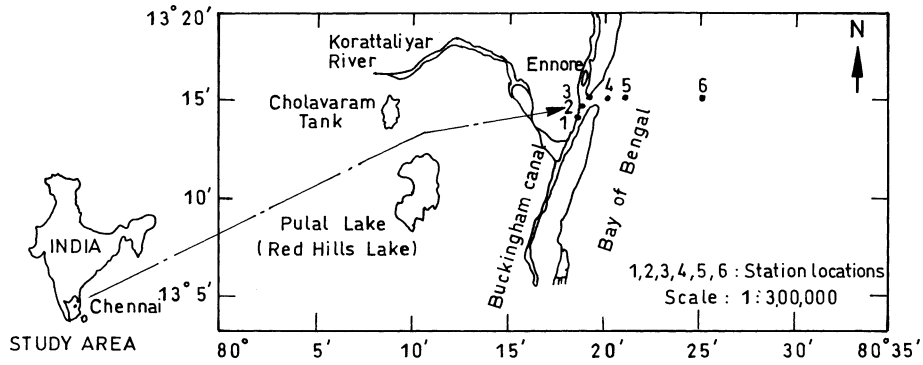 13° 20′
Korattaliyar
River
Ennore
N
15′
Cholavaram
Tank
3
4
5
6
2
1
10′
Pulal Lake
(Red Hills Lake)
Buckingham canal
Bay of Bengal
INDIA
Chennai
13° 5′
1,2,3,4,5,6 : Station locations
Scale : 1 : 3,00,000
STUDY AREA
80°
5′
10′
15′
20′
25′
30′
80° 35′